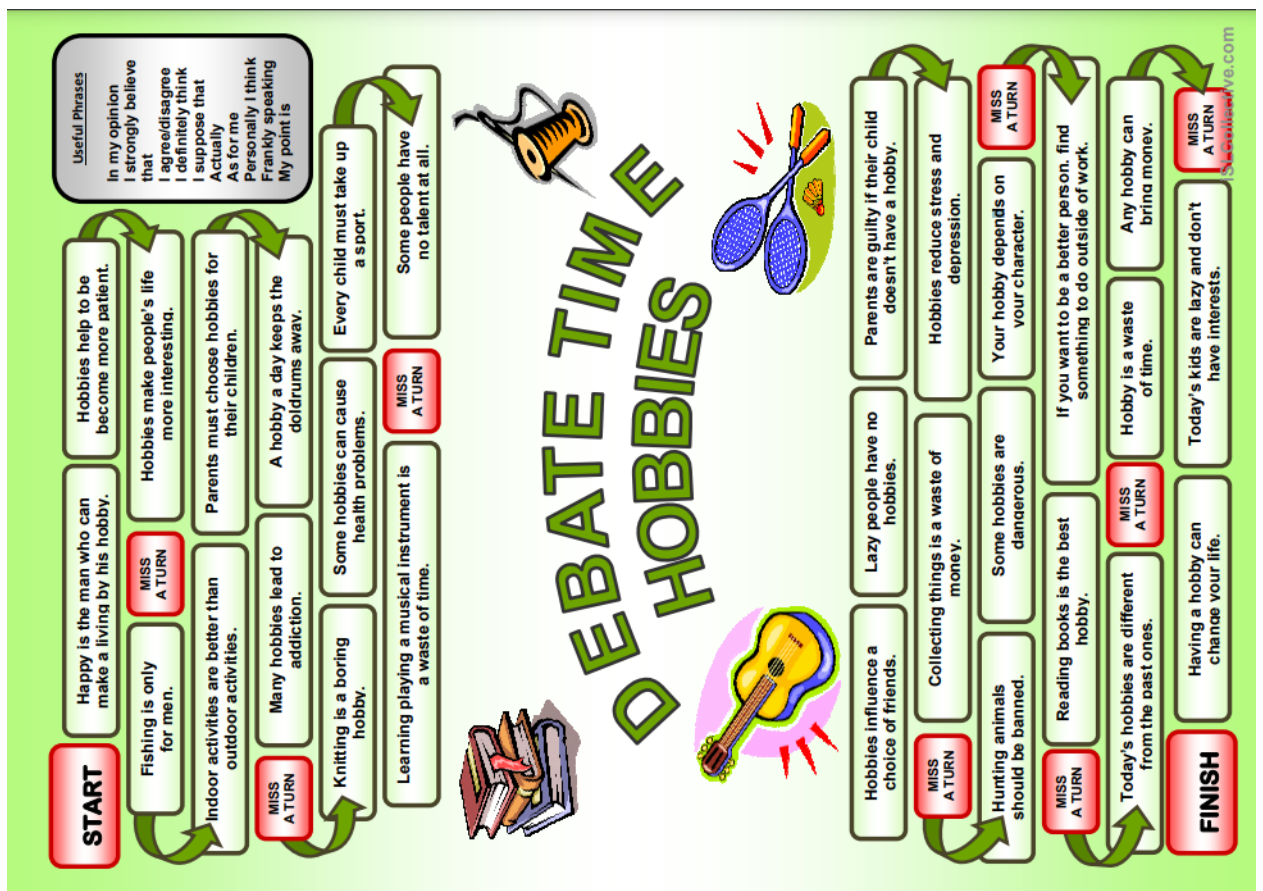 START
Happy is the man who can
make a living by his hobby.
Hobbies help to be
become more patient.
Useful Phrases
In my opinion
I strongly believe
that
I agree/disagree
I definitely think
I suppose that
Actually
As for me
Personally I think
Frankly speaking
My point is
Fishing is only
for men.
MISS
A TURN
Hobbies make people's life
more interesting.
Indoor activities are better than
outdoor activities.
Parents must choose hobbies for
their children.
MISS
A TURN
Many hobbies lead to
addiction.
A hobby a day keeps the
doldrums away.
Knitting is a boring
hobby.
Some hobbies can cause
health problems.
Every child must take up
a sport.
Learning playing a musical instrument is
a waste of time.
MISS
A TURN
Some people have
no talent at all.
DEBATE TIME
HOBBIES
Hobbies influence a
choice of friends.
Lazy people have no
hobbies.
Parents are guilty if their child
doesn't have a hobby.
MISS
A TURN
Collecting things is a waste of
money.
Hobbies reduce stress and
depression.
Hunting animals
should be banned.
Some hobbies are
dangerous.
Your hobby depends on
your character.
MISS
A TURN
MISS
A TURN
Reading books is the best
hobby.
If you want to be a better person, find
something to do outside of work.
Today's hobbies are different
from the past ones.
MISS
A TURN
Hobby is a waste
of time.
Any hobby can
bring money.
FINISH
Having a hobby can
change your life.
Today's kids are lazy and don't
have interests.
MISS
A TURN
iSLCollective.com